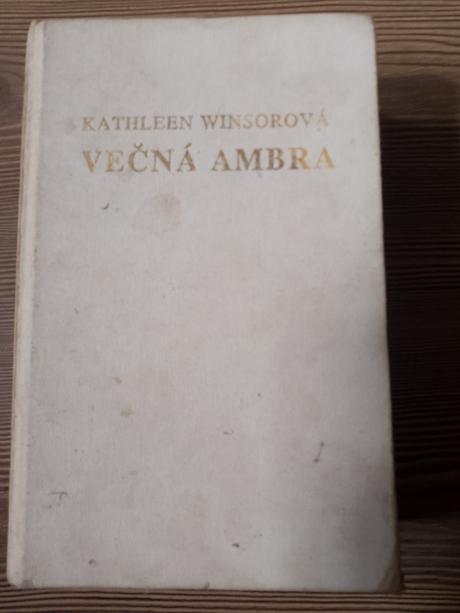 KATHLEEN WINSOROVÁ
VEČNÁ AMBRA